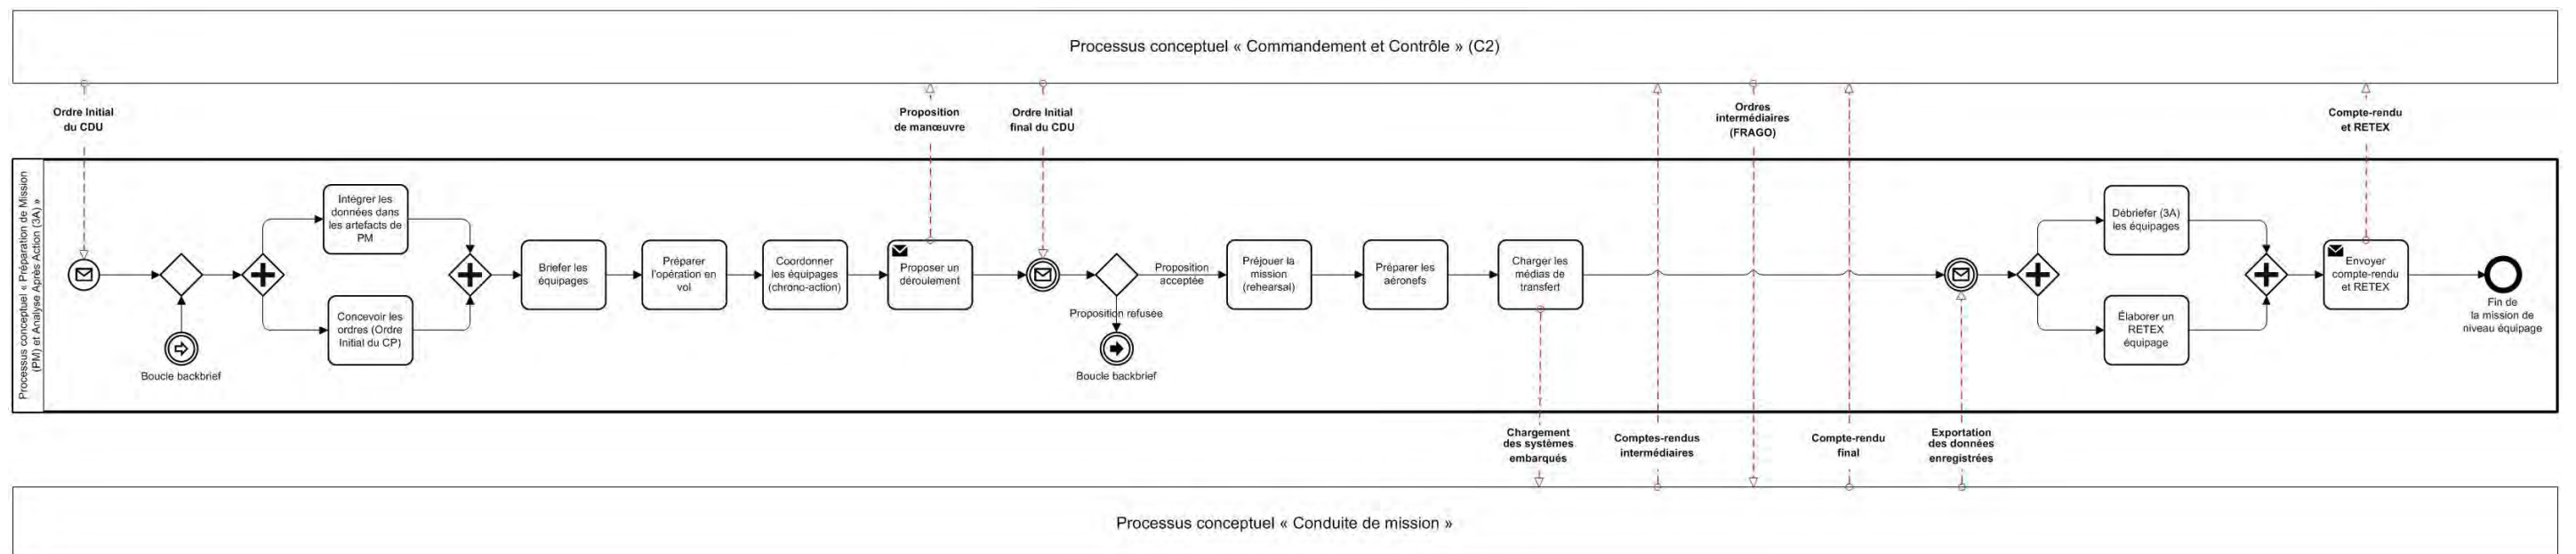 Processus conceptuel « Commandement et Contrôle » (C2)
Ordre Initial
du CDU
Proposition
de manœuvre
Ordre Initial
final du CDU
Ordres
intermédiaires
(FRAGO)
Compte-rendu
et RETEX
Processus conceptuel « Préparation de Mission
(PM) et Analyse Après Action (3A) »
Intégrer les
données dans
les artefacts de
PM
Concevoir les
ordres (Ordre
Initial du CP)
Boucle backbrief
Briefer les
équipages
Préparer
l'opération en
vol
Coordonner
les équipages
(chrono-action)
Proposer un
déroulement
Proposition
acceptée
Proposition refusée
Boucle backbrief
Préjouer la
mission
(rehearsal)
Préparer les
aéronefs
Charger les
médias de
transfert
Débriefer (3A)
les équipages
Élaborer un
RETEX
équipage
Envoyer
compte-rendu
et RETEX
Fin de
la mission de
niveau équipage
Chargement
des systèmes
embarqués
Comptes-rendus
intermédiaires
Compte-rendu
final
Exportation
des données
enregistrées
Processus conceptuel « Conduite de mission »